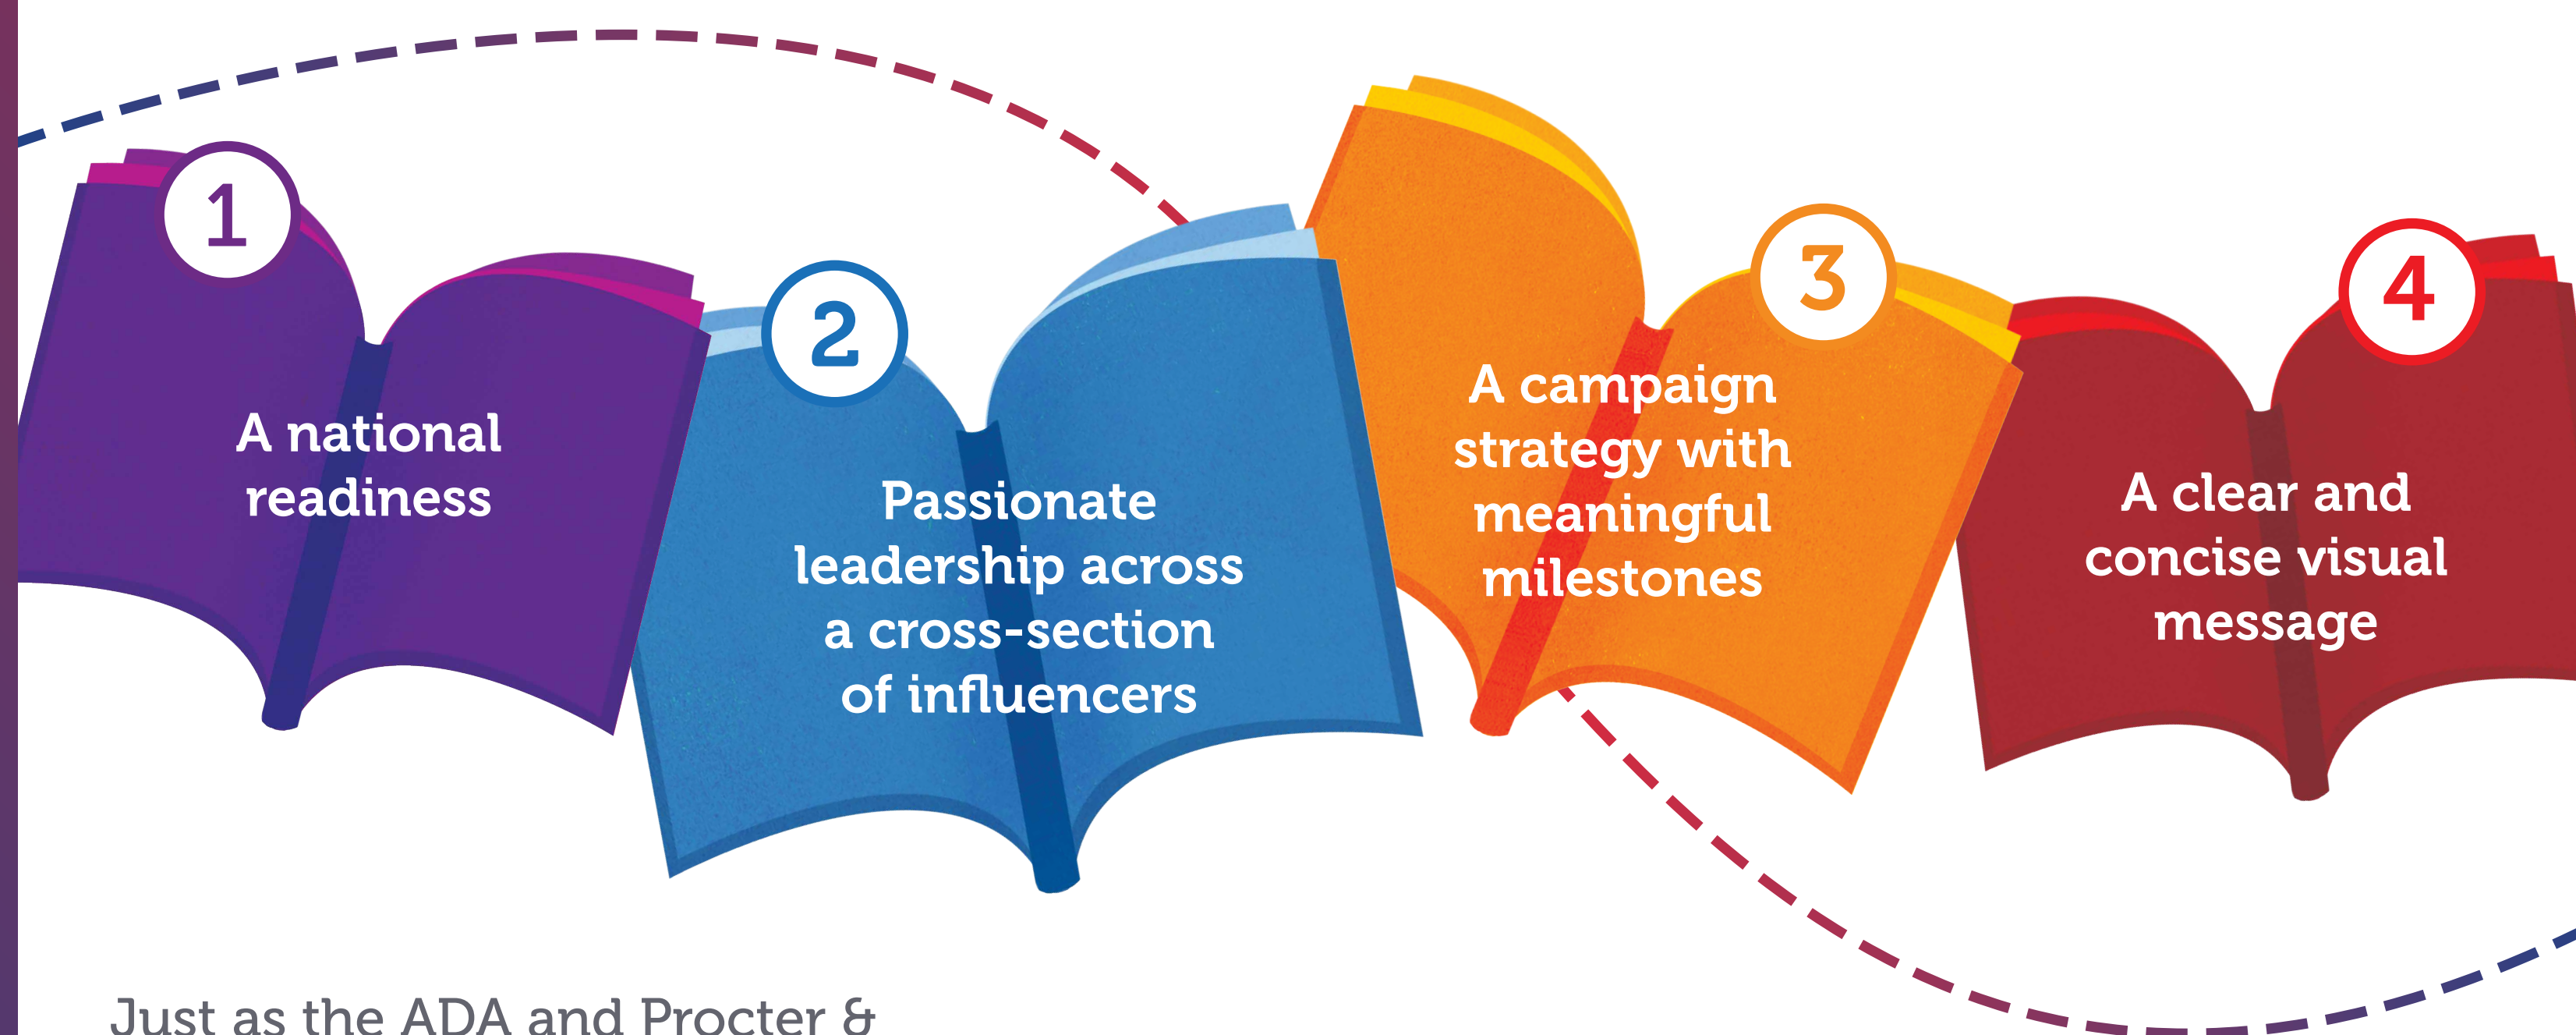 1
A national
readiness
2
Passionate
leadership across
a cross-section
of influencers
3
A campaign
strategy with
meaningful
milestones
4
A clear and
concise visual
message
Just as the ADA and Procter &